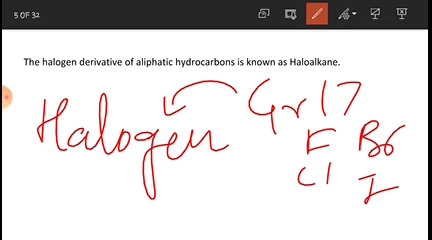 5 OF 32
The halogen derivative of aliphatic hydrocarbons is known as Haloalkane.
Halogen Gr 17
F Br
Cl I